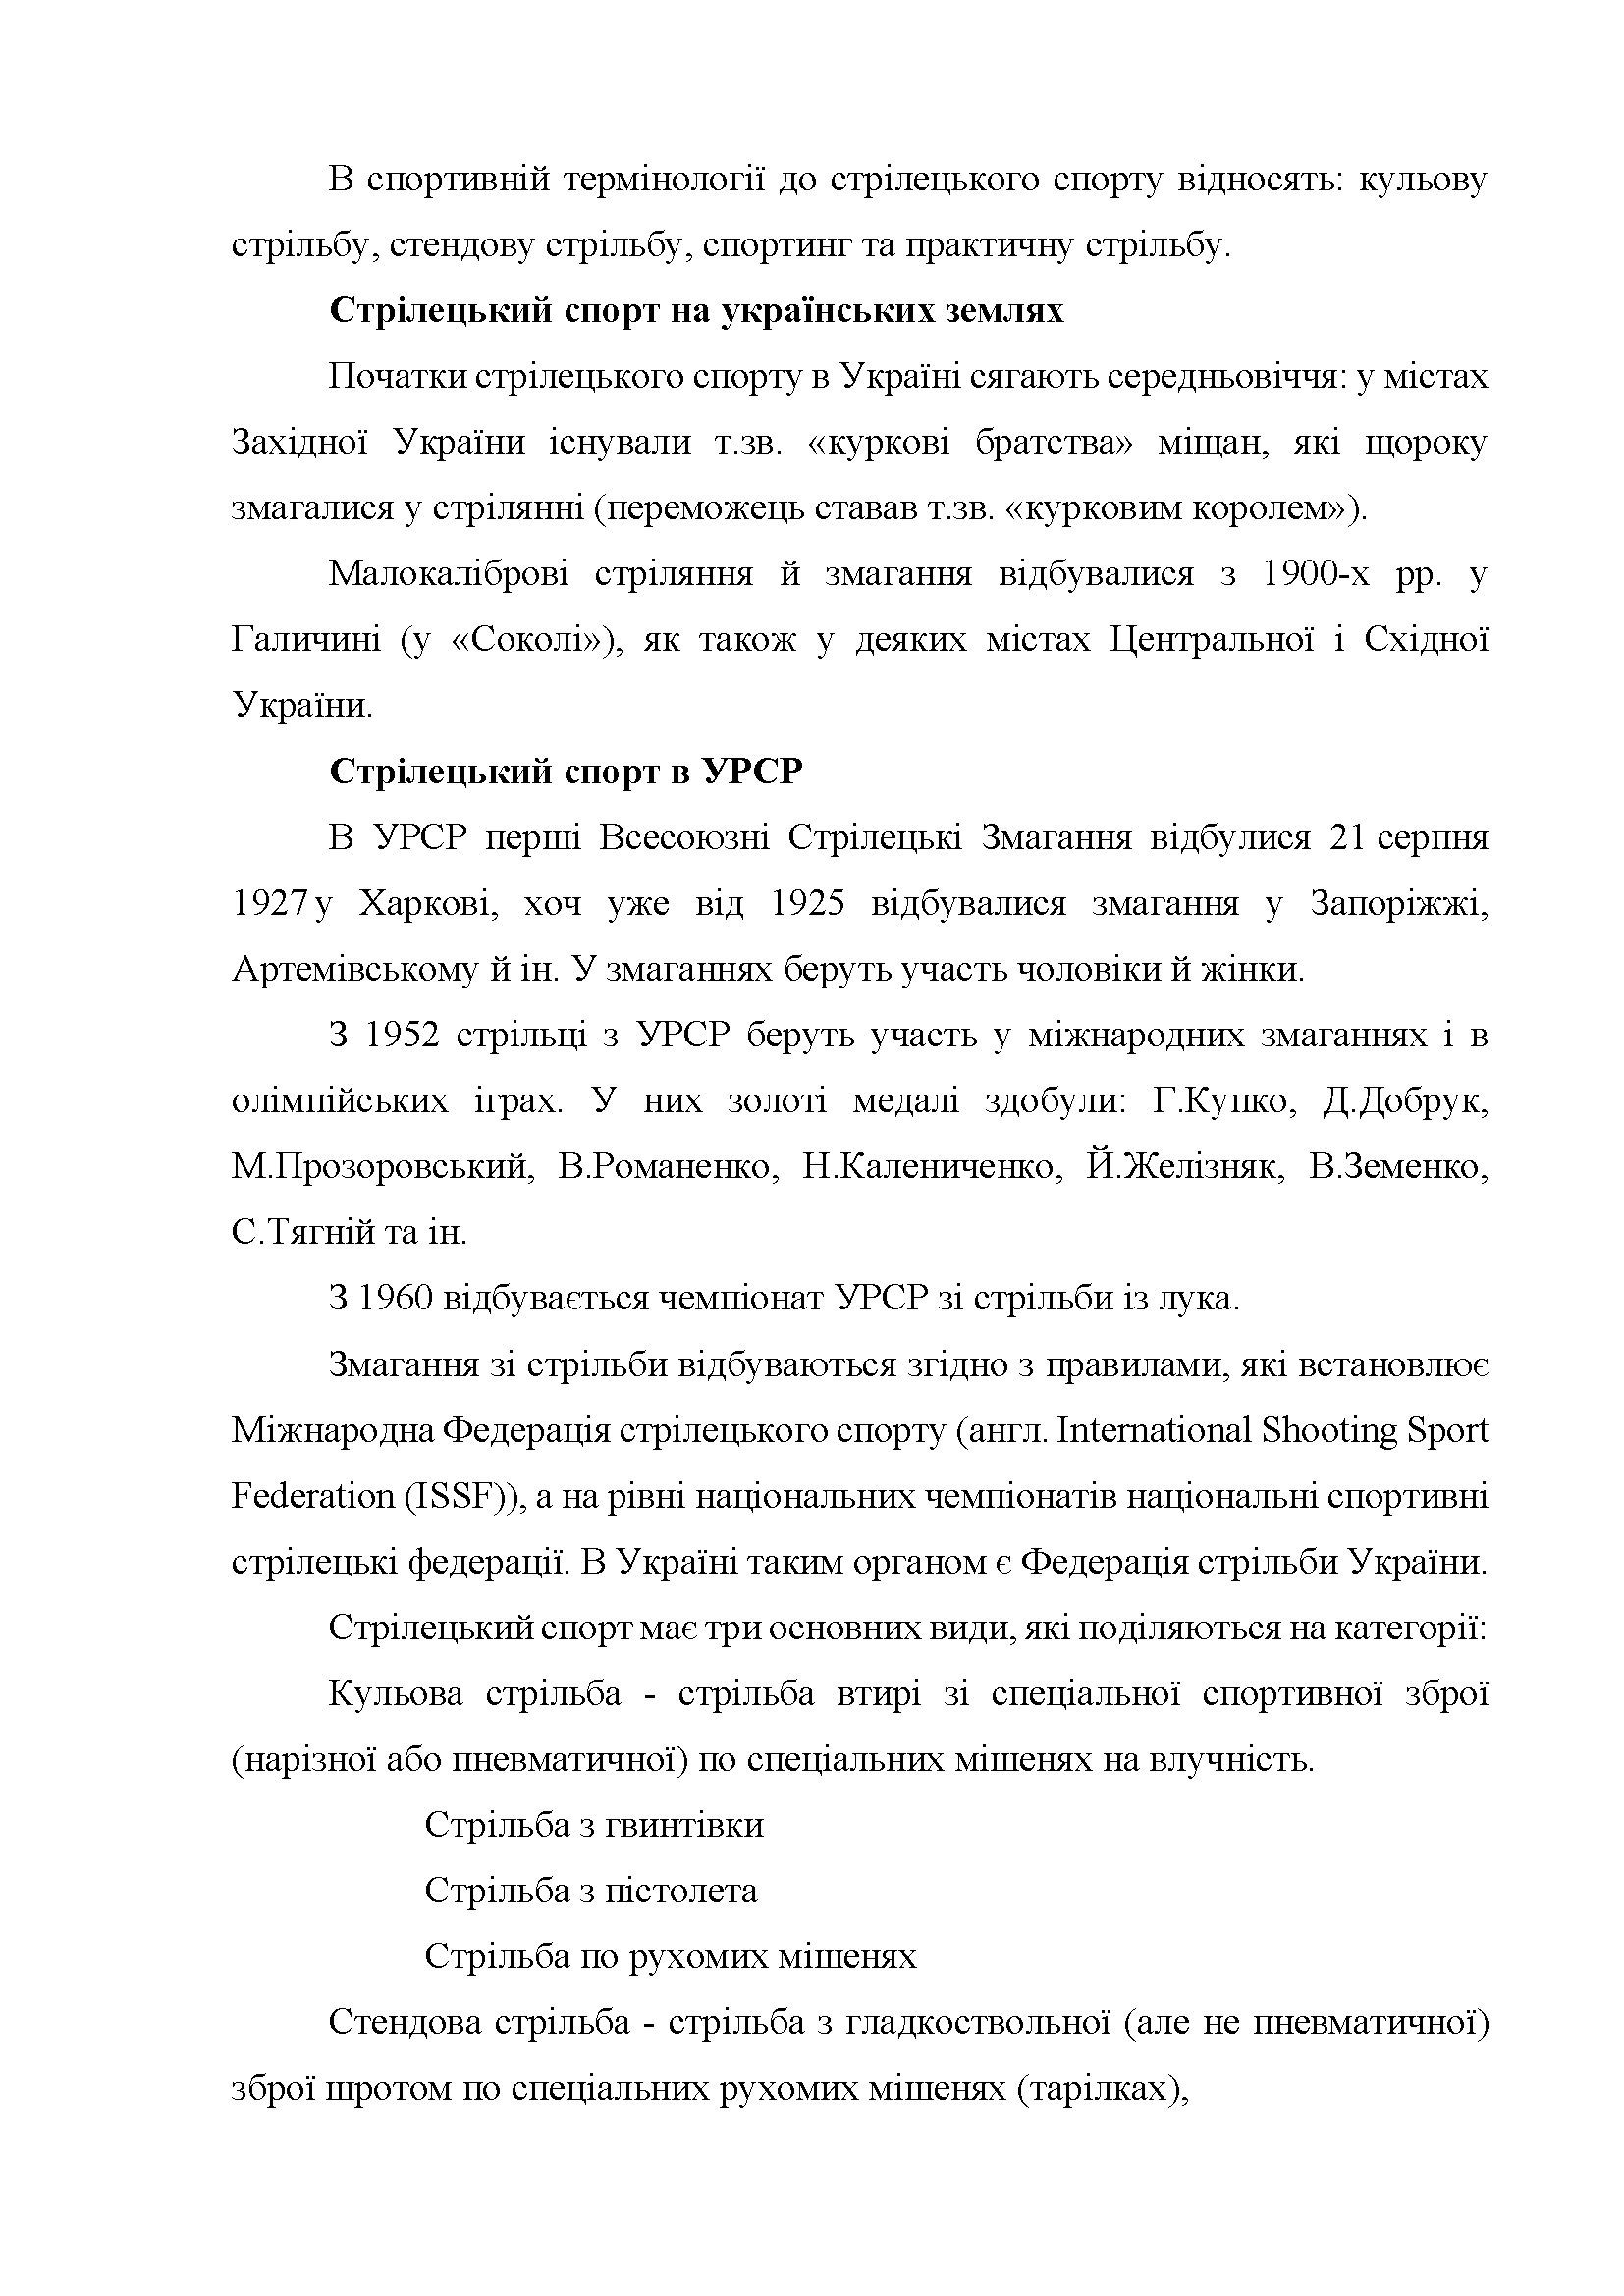 В спортивній термінології до стрілецького спорту відносять: кульову
стрільбу, стендову стрільбу, спортинг та практичну стрільбу.
Стрілецький спорт на українських землях
Початки стрілецького спорту в Україні сягають середньовіччя: у містах
Західної України існували т.зв. «куркові братства» міщан, які щороку
змагалися у стрілянні (переможець ставав т.зв. «курковим королем»).
Малокаліброві стріляння й змагання відбувалися з 1900-х рр. у
Галичині (у «Соколі»), як також у деяких містах Центральної і Східної
України.
Стрілецький спорт в УРСР
В УРСР перші Всесоюзні Стрілецькі Змагання відбулися 21 серпня
1927 у Харкові, хоч уже від 1925 відбувалися змагання у Запоріжжі,
Артемівському й ін. У змаганнях беруть участь чоловіки й жінки.
З 1952 стрільці з УРСР беруть участь у міжнародних змаганнях і в
олімпійських іграх. У них золоті медалі здобули: Г.Купко, Д.Добрук,
М.Прозоровський, В.Романенко, Н.Калениченко, Й.Желізняк, В.Земенко,
С.Тягній та ін.
З 1960 відбувається чемпіонат УРСР зі стрільби із лука.
Змагання зі стрільби відбуваються згідно з правилами, які встановлює
Міжнародна Федерація стрілецького спорту (англ. International Shooting Sport
Federation (ISSF)), а на рівні національних чемпіонатів національні спортивні
стрілецькі федерації. В Україні таким органом є Федерація стрільби України.
Стрілецький спорт має три основних види, які поділяються на категорії:
Кульова стрільба - стрільба втирі зі спеціальної спортивної зброї
(нарізної або пневматичної) по спеціальних мішенях на влучність.
Стрільба з гвинтівки
Стрільба з пістолета
Стрільба по рухомих мішенях
Стендова стрільба - стрільба з гладкоствольної (але не пневматичної)
зброї шротом по спеціальних рухомих мішенях (тарілках),